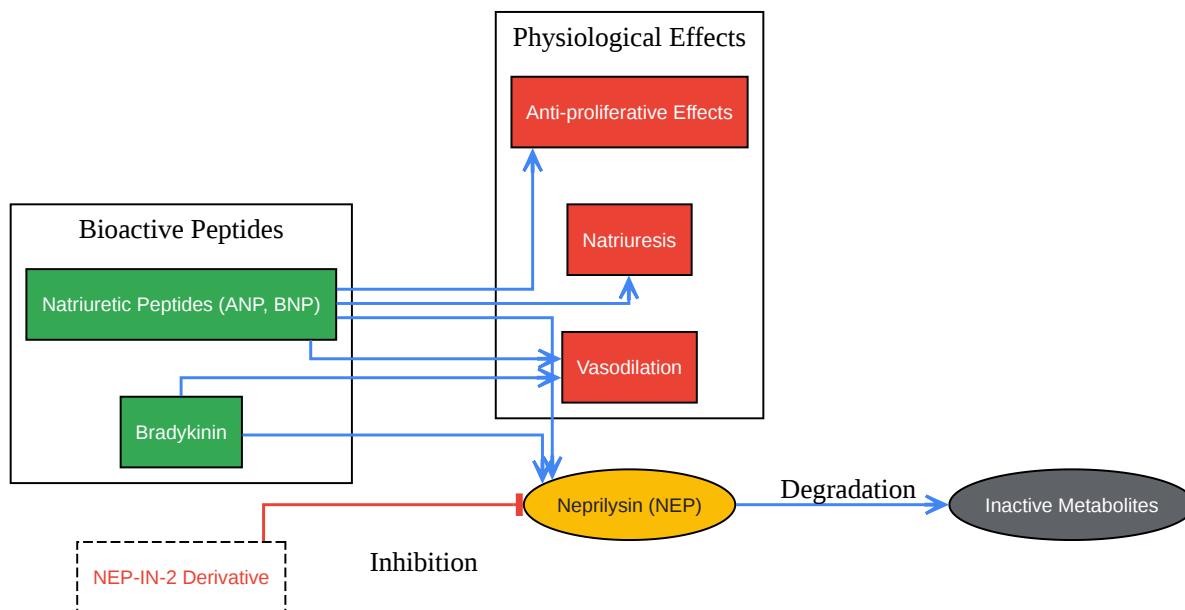 Physiological Effects
Anti-proliferative Effects
Natriuresis
Vasodilation
Bioactive Peptides
Natriuretic Peptides (ANP, BNP)
Bradykinin
Neprilysin (NEP)
Degradation
Inactive Metabolites
Inhibition
NEP-IN-2 Derivative